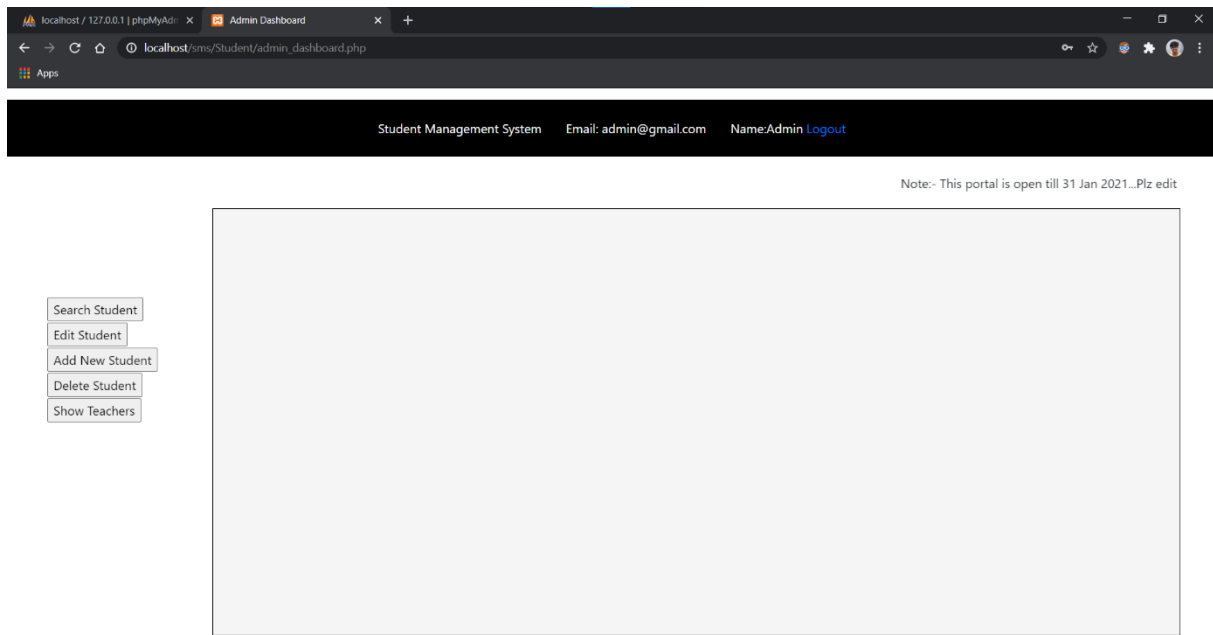 localhost / 127.0.0.1 | phpMyAdm
Admin Dashboard
localhost/sms/Student/admin_dashboard.php
Apps
Student Management System Email: admin@gmail.com Name:Admin Logout
Note:- This portal is open till 31 Jan 2021...Plz edit
Search Student
Edit Student
Add New Student
Delete Student
Show Teachers